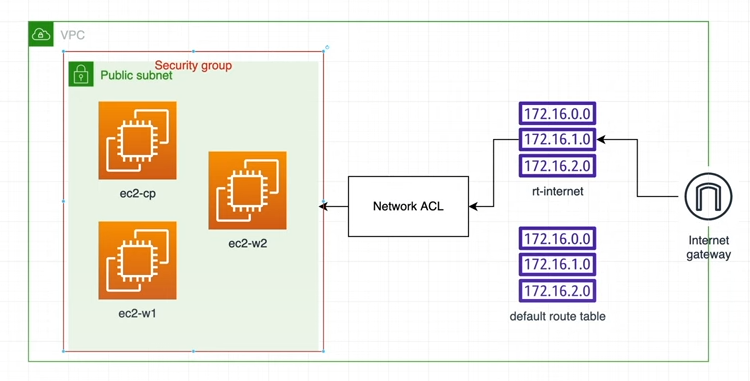 VPC
Security group
Public subnet
ec2-cp
ec2-w2
ec2-w1
Network ACL
172.16.0.0
172.16.1.0
172.16.2.0
rt-internet
172.16.0.0
172.16.1.0
172.16.2.0
default route table
Internet
gateway